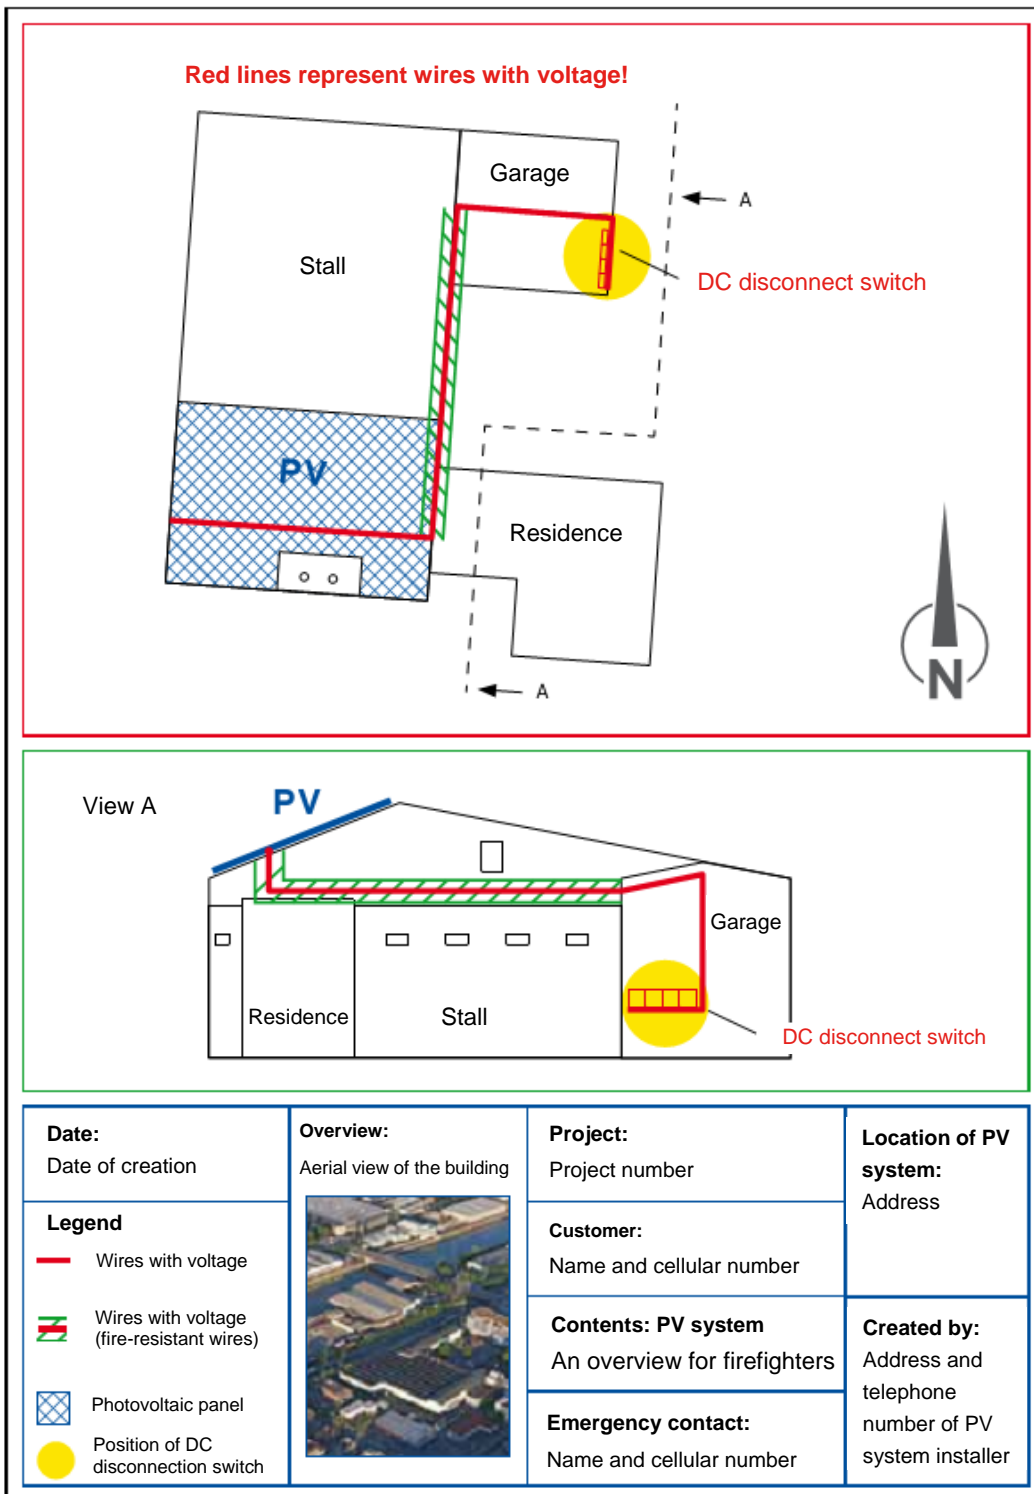 Red lines represent wires with voltage!
Garage
A
Stall
DC disconnect switch
PV
Residence
A
N
View A
PV
Garage
Residence
Stall
DC disconnect switch
Date:
Date of creation
Legend
Wires with voltage
Wires with voltage
(fire-resistant wires)
Photovoltaic panel
Position of DC
disconnection switch
Overview:
Aerial view of the building
Project:
Project number
Customer:
Name and cellular number
Contents: PV system
An overview for firefighters
Emergency contact:
Name and cellular number
Location of PV
system:
Address
Created by:
Address and
telephone
number of PV
system installer